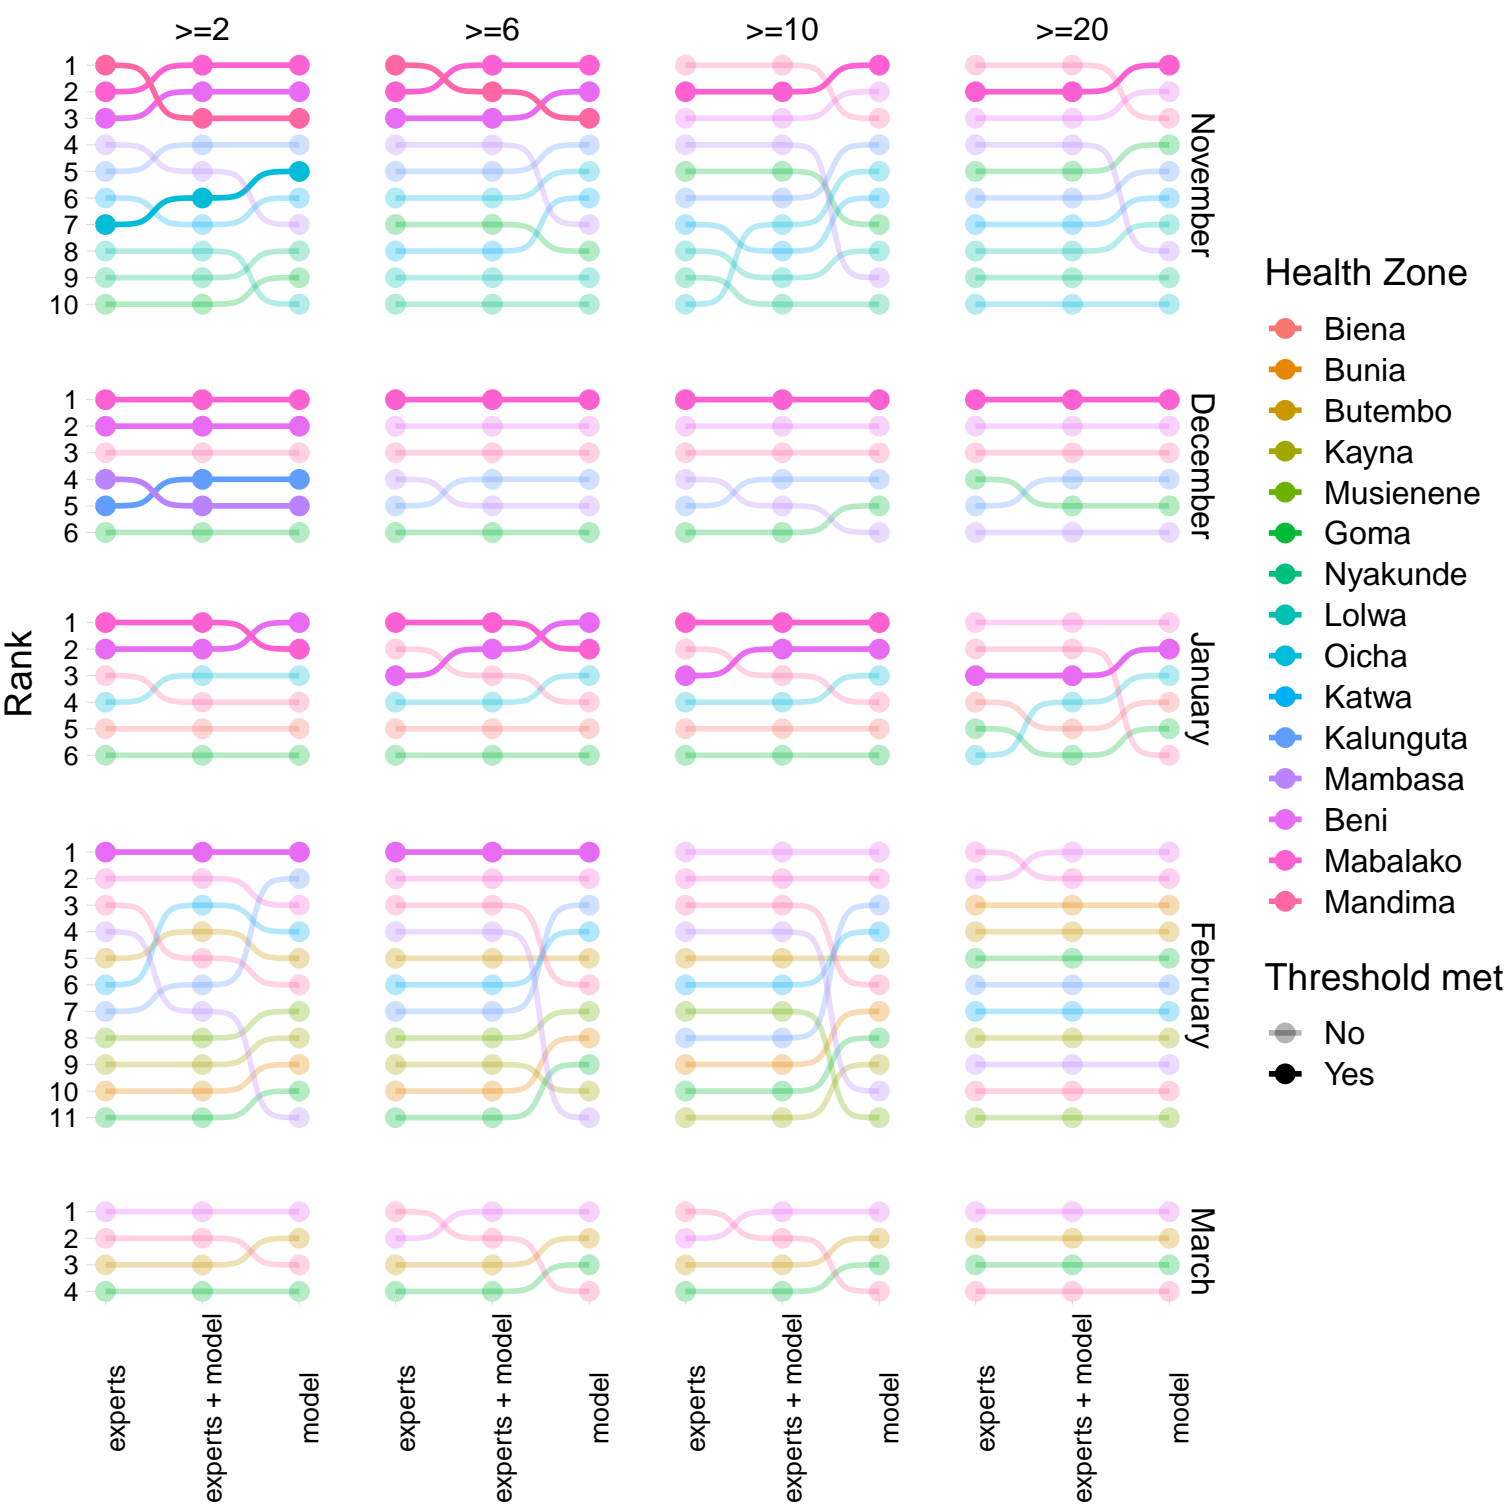 >=2 >=6 >=10 >=20
1
2
3
4
5
6
7
8
9
10
November
1
2
3
4
5
6
December
1
2
3
4
5
6
January
1
2
3
4
5
6
7
8
9
10
11
February
1
2
3
4
March
Rank
experts
experts + model
model
experts
experts + model
model
experts
experts + model
model
experts
experts + model
model
Health Zone
Biena
Bunia
Butembo
Kayna
Musienene
Goma
Nyakunde
Lolwa
Oicha
Katwa
Kalunguta
Mambasa
Beni
Mabalako
Mandima
Threshold met
No
Yes